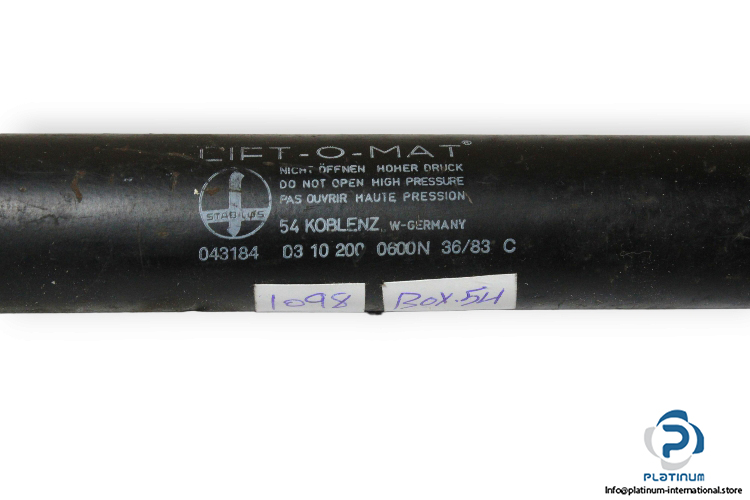 LIFT-O-MAT®
NICHT ÖFFNEN HOHER DRUCK
DO NOT OPEN HIGH PRESSURE
PAS OUVRIR HAUTE PRESSION
STABILUS
54 KOBLENZ W-GERMANY
043184 03 10 200 0600N 36/83 C
1098
BOX-54
PLATINUM
Info@platinum-international.store